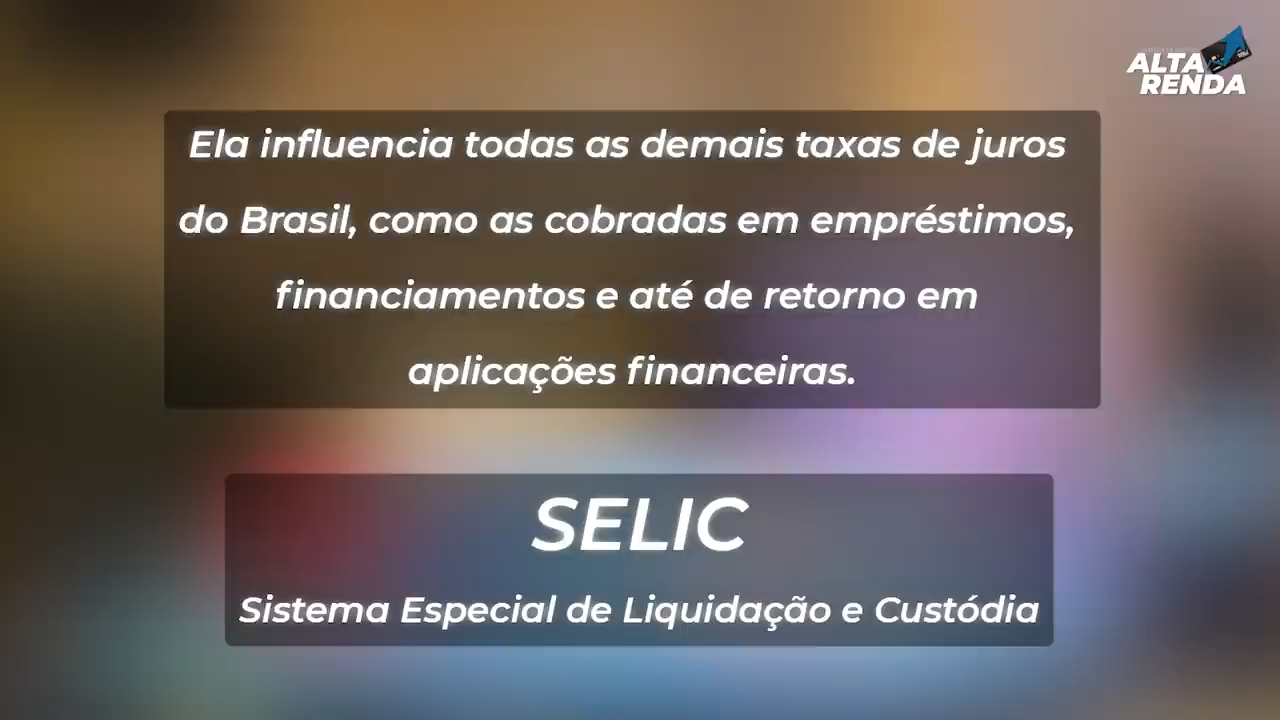 ALTA
RENDA
Ela influencia todas as demais taxas de juros
do Brasil, como as cobradas em empréstimos,
financiamentos e até de retorno em
aplicações financeiras.
SELIC
Sistema Especial de Liquidação e Custódia